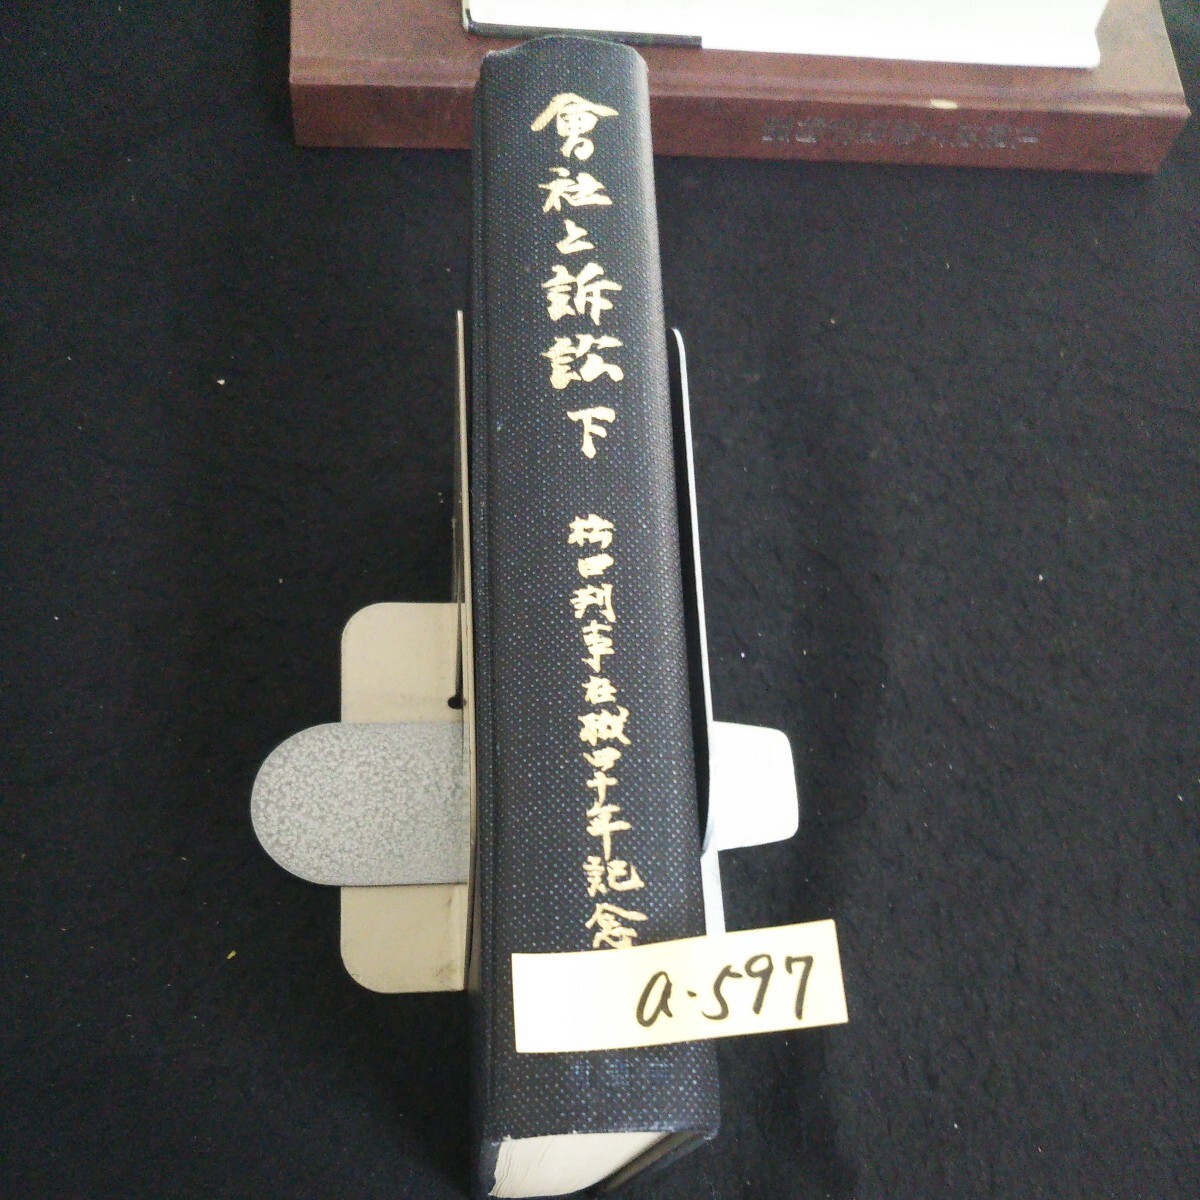 會社と訴訟 下
松田判事在職四十年記念
a-597